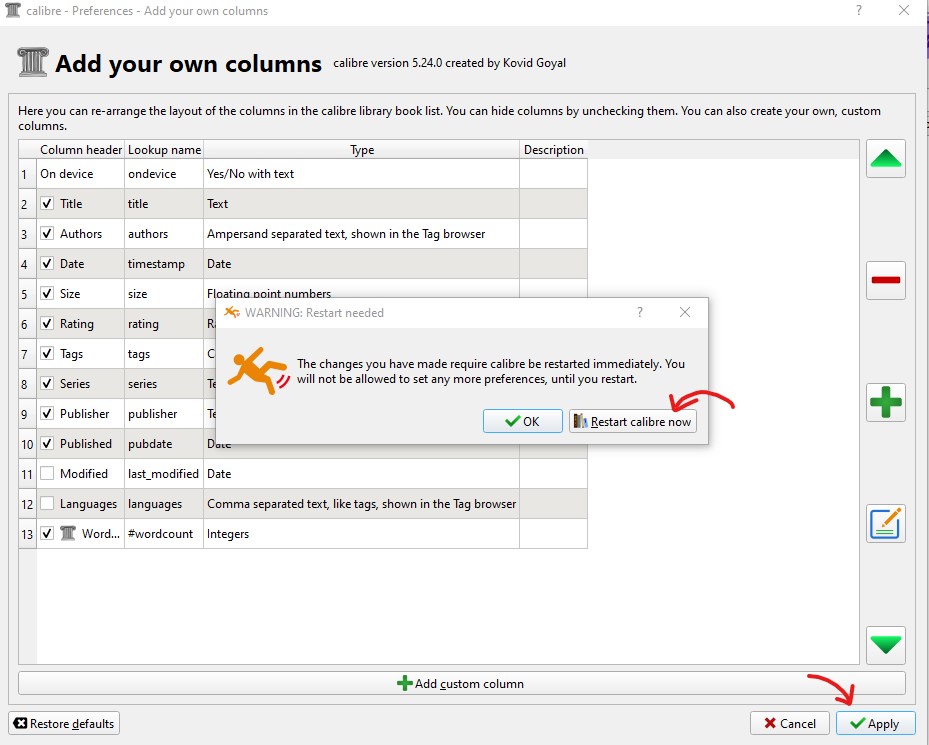 calibre - Preferences - Add your own columns
?
Add your own columns calibre version 5.24.0 created by Kovid Goyal
Here you can re-arrange the layout of the columns in the calibre library book list. You can hide columns by unchecking them. You can also create your own, custom
columns.
Column header Lookup name Type Description
1 On device ondevice Yes/No with text
2 Title title Text
3 Authors authors Ampersand separated text, shown in the Tag browser
4 Date timestamp Date
5 Size size Floating point numbers
6 Rating rating
7 Tags tags
8 Series series
9 Publisher publisher
10 Published pubdate Date
11 Modified last_modified Date
12 Languages languages Comma separated text, like tags, shown in the Tag browser
13 Word... #wordcount Integers
WARNING: Restart needed ?
The changes you have made require calibre be restarted immediately. You
will not be allowed to set any more preferences, until you restart.
OK Restart calibre now
Add custom column
Restore defaults Cancel Apply